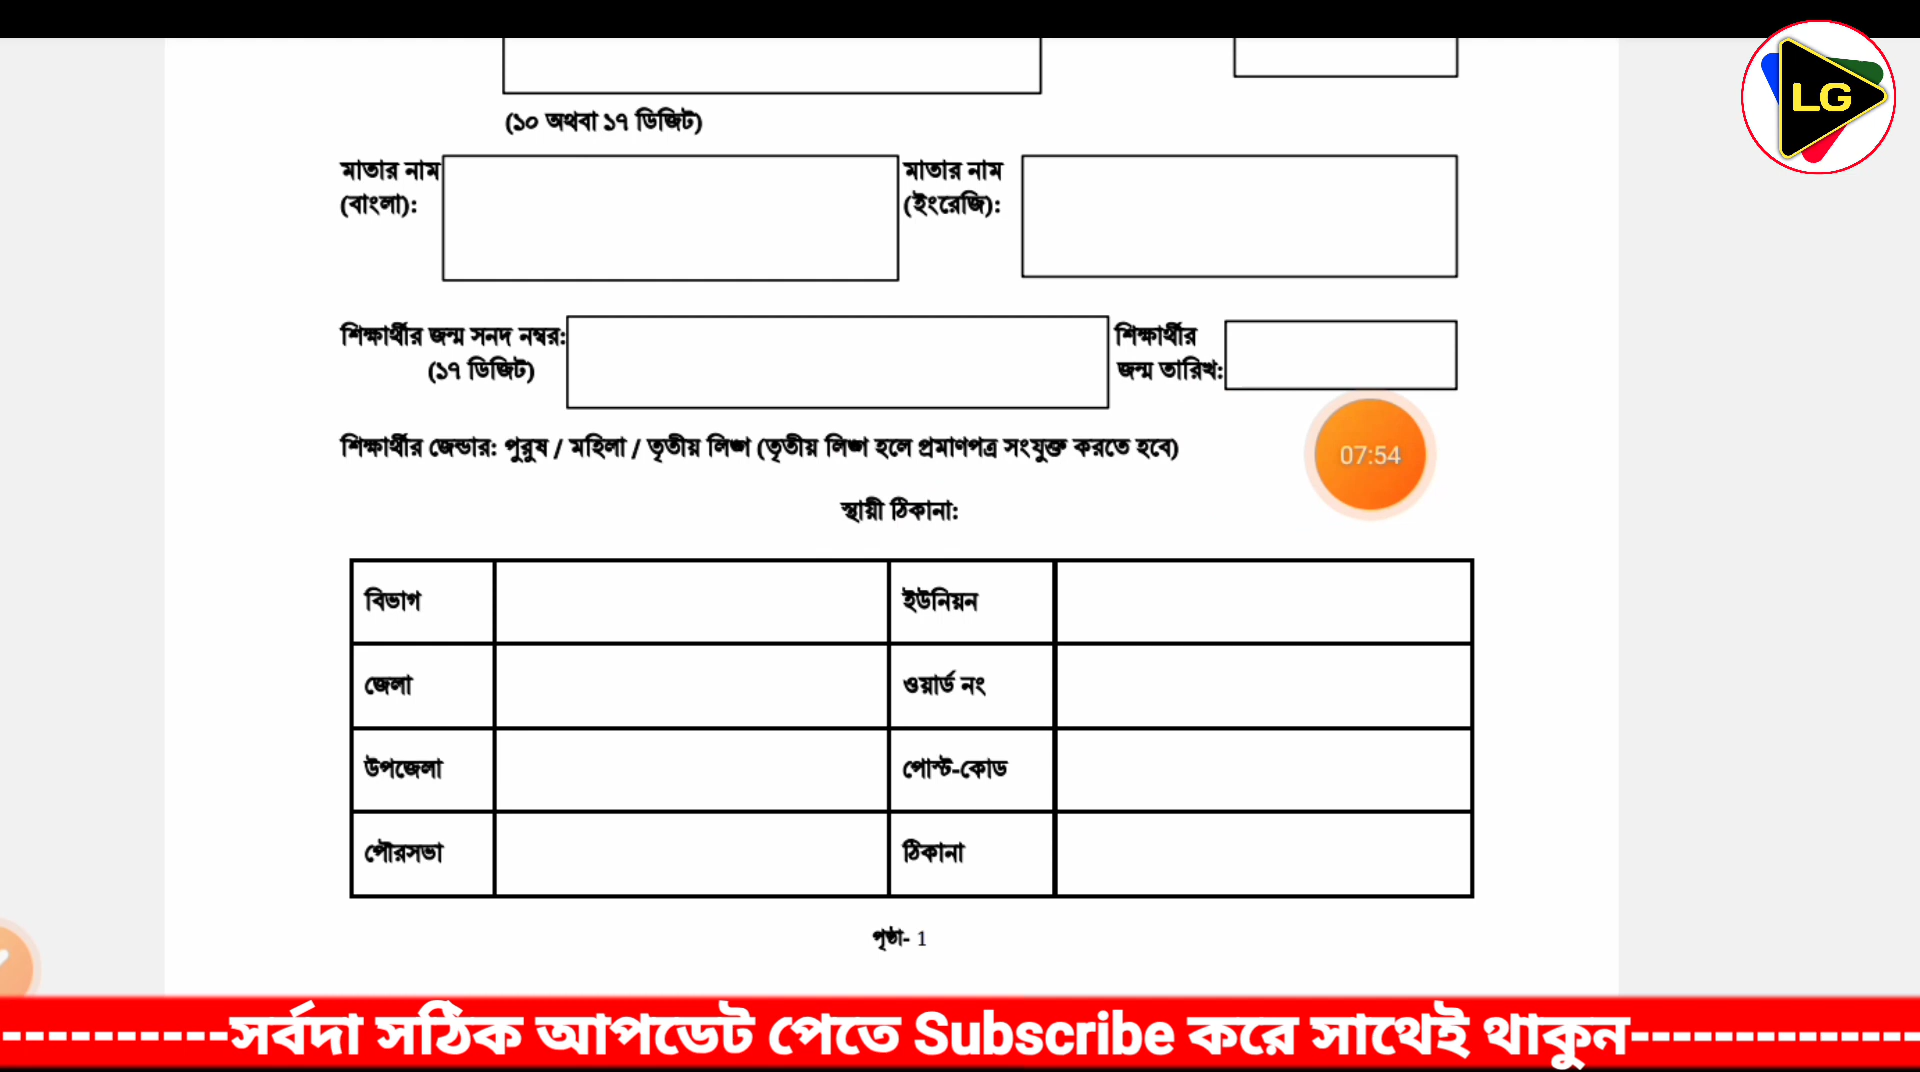 LG
(১০ অথবা ১৭ ডিজিট)
মাতার নাম (বাংলা):
মাতার নাম (ইংরেজি):
শিক্ষার্থীর জন্ম সনদ নম্বর:
(১৭ ডিজিট)
শিক্ষার্থীর জন্ম তারিখ:
শিক্ষার্থীর জেন্ডার: পুরুষ / মহিলা / তৃতীয় লিঙ্গ (তৃতীয় লিঙ্গ হলে প্রমাণপত্র সংযুক্ত করতে হবে)
07:54
স্থায়ী ঠিকানা:
বিভাগ ইউনিয়ন
জেলা ওয়ার্ড নং
উপজেলা পোস্ট-কোড
পৌরসভা ঠিকানা
পৃষ্ঠা- 1
----------সর্বদা সঠিক আপডেট পেতে Subscribe করে সাথেই থাকুন-------------